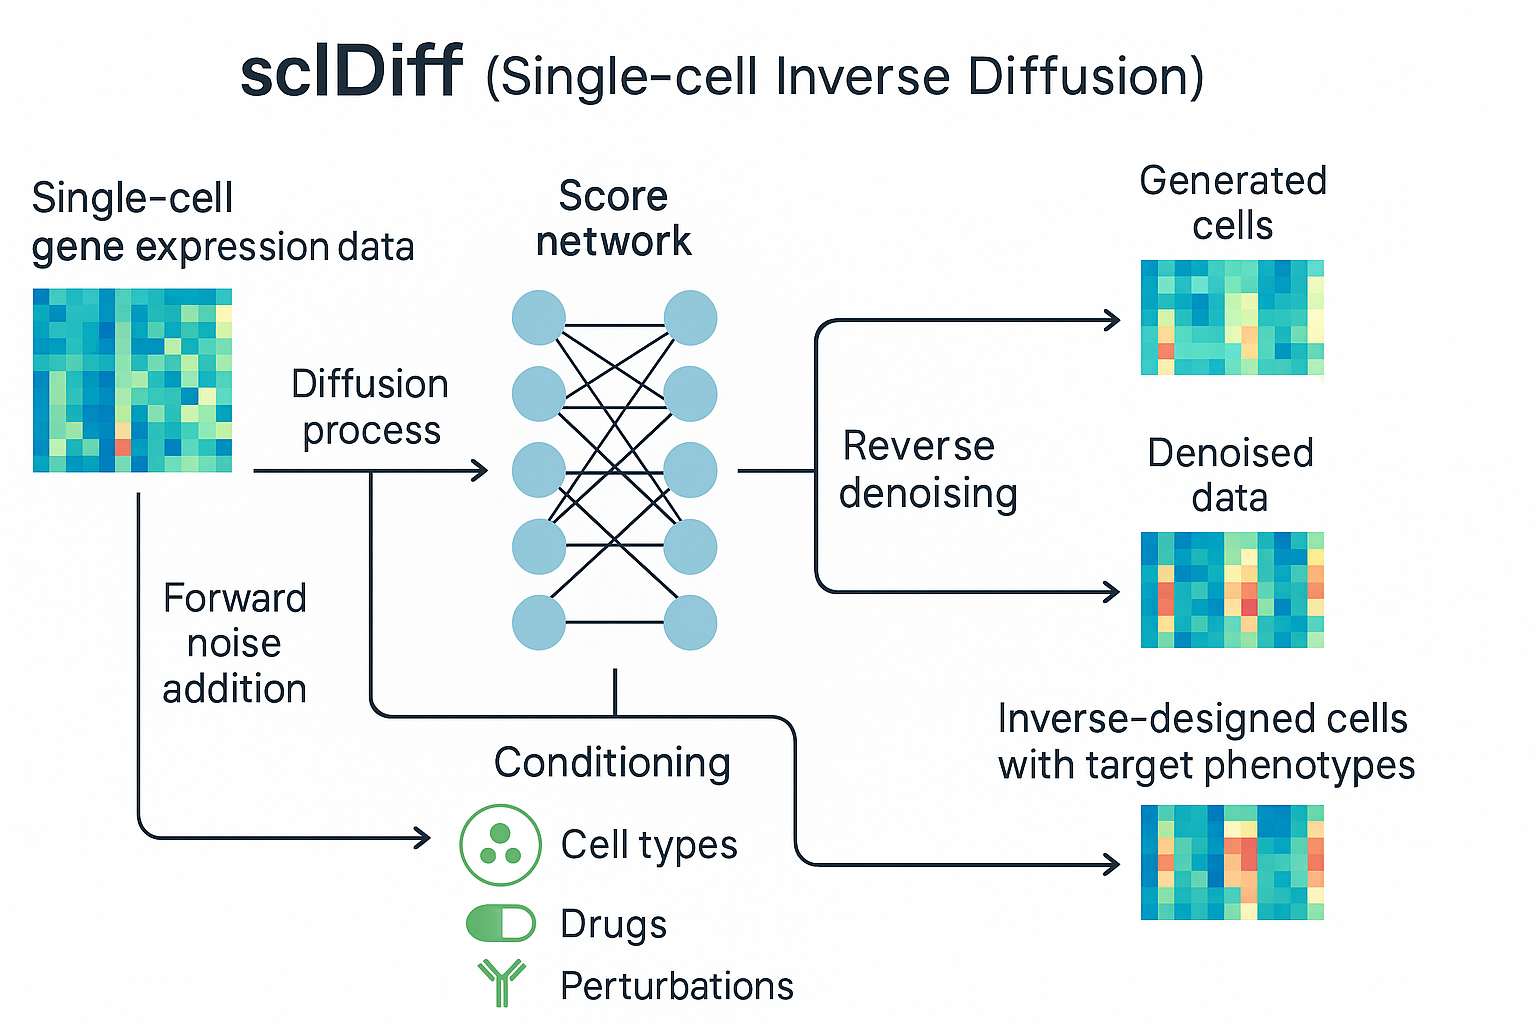 scIDiff (Single-cell Inverse Diffusion)
Single-cell
gene expression data
Diffusion
process
Forward
noise
addition
Score
network
Conditioning
Cell types
Drugs
Perturbations
Reverse
denoising
Generated
cells
Denoised
data
Inverse-designed cells
with target phenotypes